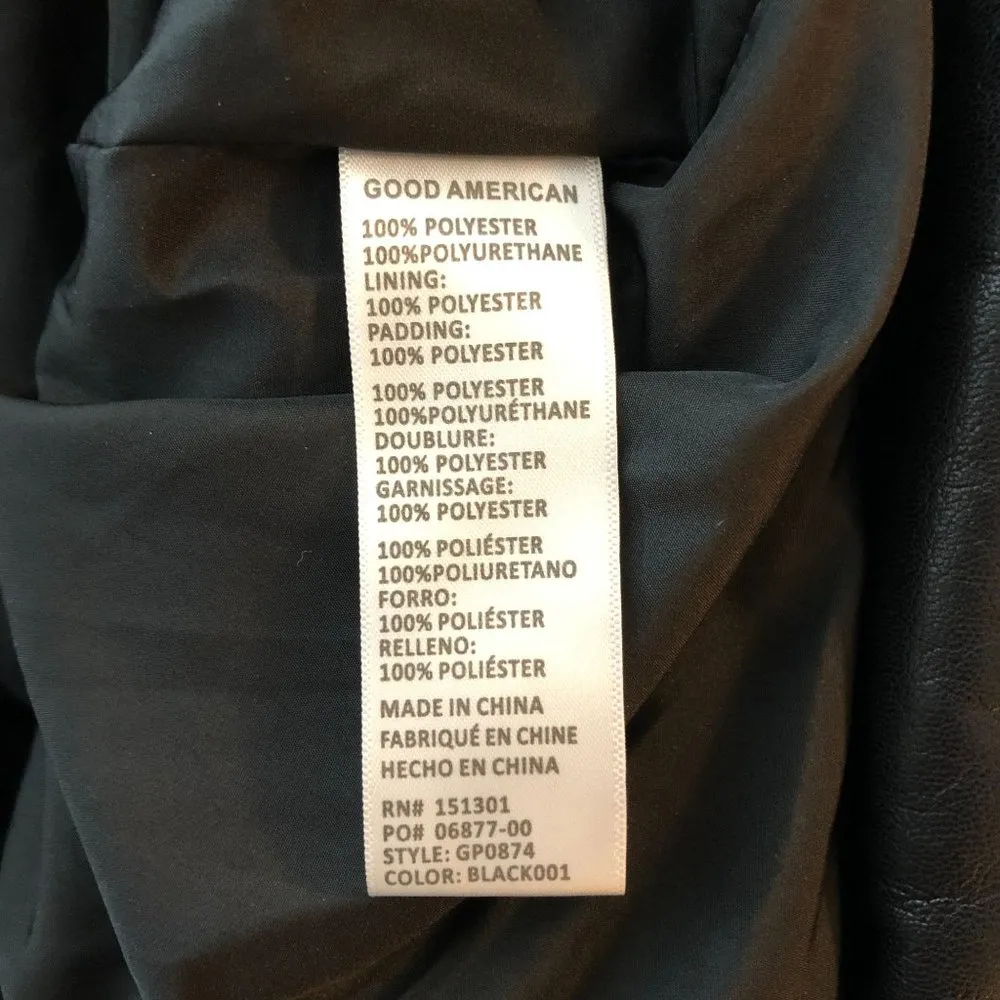 GOOD AMERICAN
100% POLYESTER
100%POLYURETHANE
LINING:
100% POLYESTER
PADDING:
100% POLYESTER
100% POLYESTER
100%POLYURÉTHANE
DOUBLURE:
100% POLYESTER
GARNISSAGE:
100% POLYESTER
100% POLIÉSTER
100%POLIURETANO
FORRO:
100% POLIÉSTER
RELLENO:
100% POLIÉSTER
MADE IN CHINA
FABRIQUÉ EN CHINE
HECHO EN CHINA
RN# 151301
PO# 06877-00
STYLE: GP0874
COLOR: BLACK001